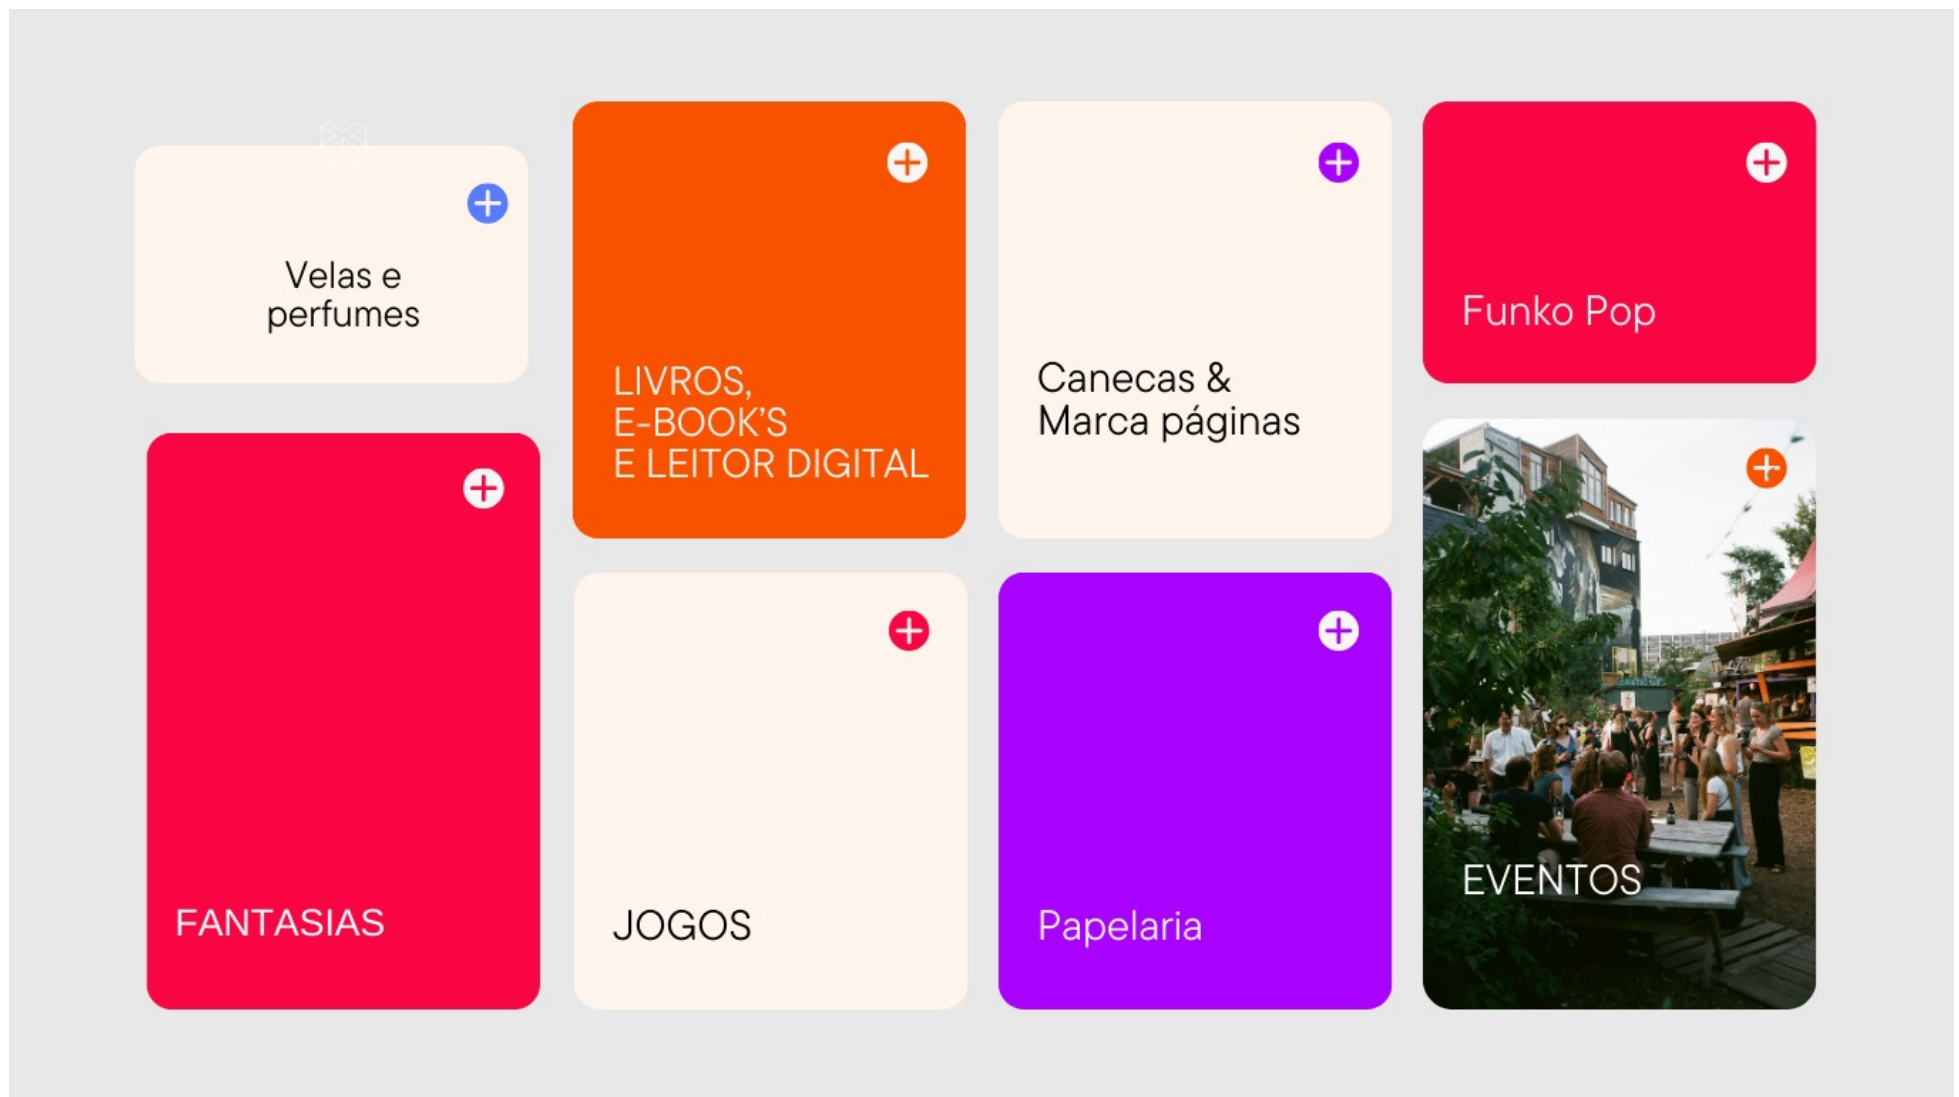 Velas e
perfumes
LIVROS,
E-BOOK’S
E LEITOR DIGITAL
Canecas &
Marca páginas
Funko Pop
FANTASIAS
JOGOS
Papelaria
EVENTOS